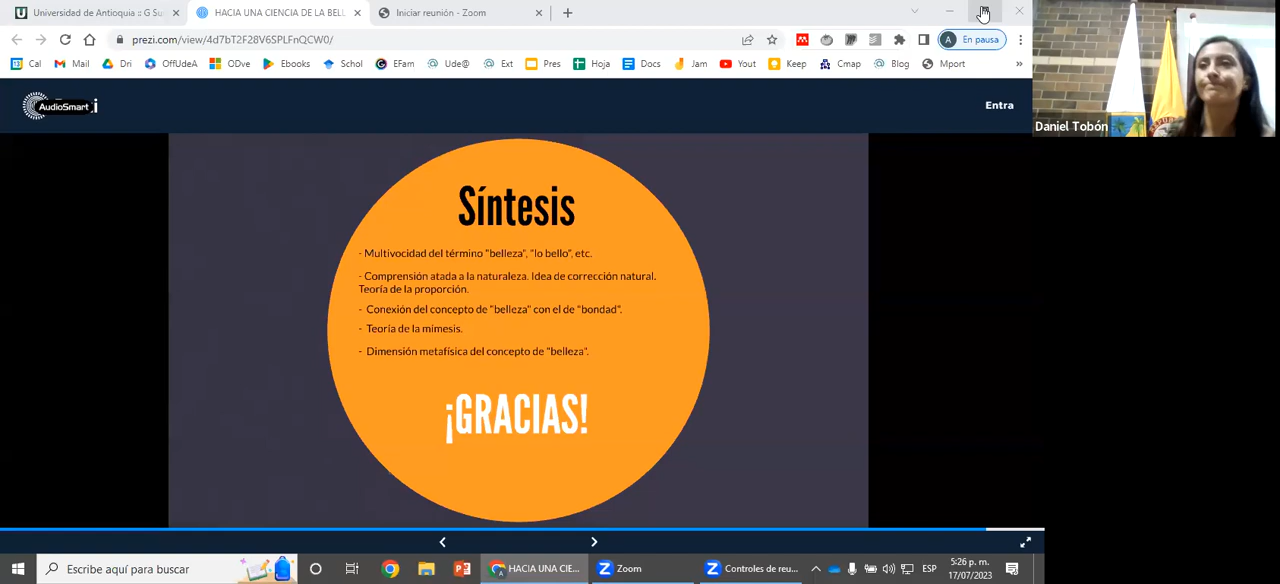 Universidad de Antioquia :: G Su
HACIA UNA CIENCIA DE LA BELL
Iniciar reunión - Zoom
prezi.com/view/4d7bT2F28V6SPLFnQCW0/
A En pausa
Cal Mail Dri OffUdeA ODve Ebooks Schol EFam Ude@ Ext Pres Hoja Docs Jam Yout Keep Cmap Blog Mport »
AudioSmart.i
Entra
Daniel Tobón
Síntesis
- Multivocidad del término "belleza", "lo bello", etc.
- Comprensión atada a la naturaleza. Idea de corrección natural.
Teoría de la proporción.
- Conexión del concepto de "belleza" con el de "bondad".
- Teoría de la mímesis.
- Dimensión metafísica del concepto de "belleza".
¡GRACIAS!
Escribe aquí para buscar
HACIA UNA CIE...
Zoom
Controles de reu...
ESP
5:26 p. m.
17/07/2023